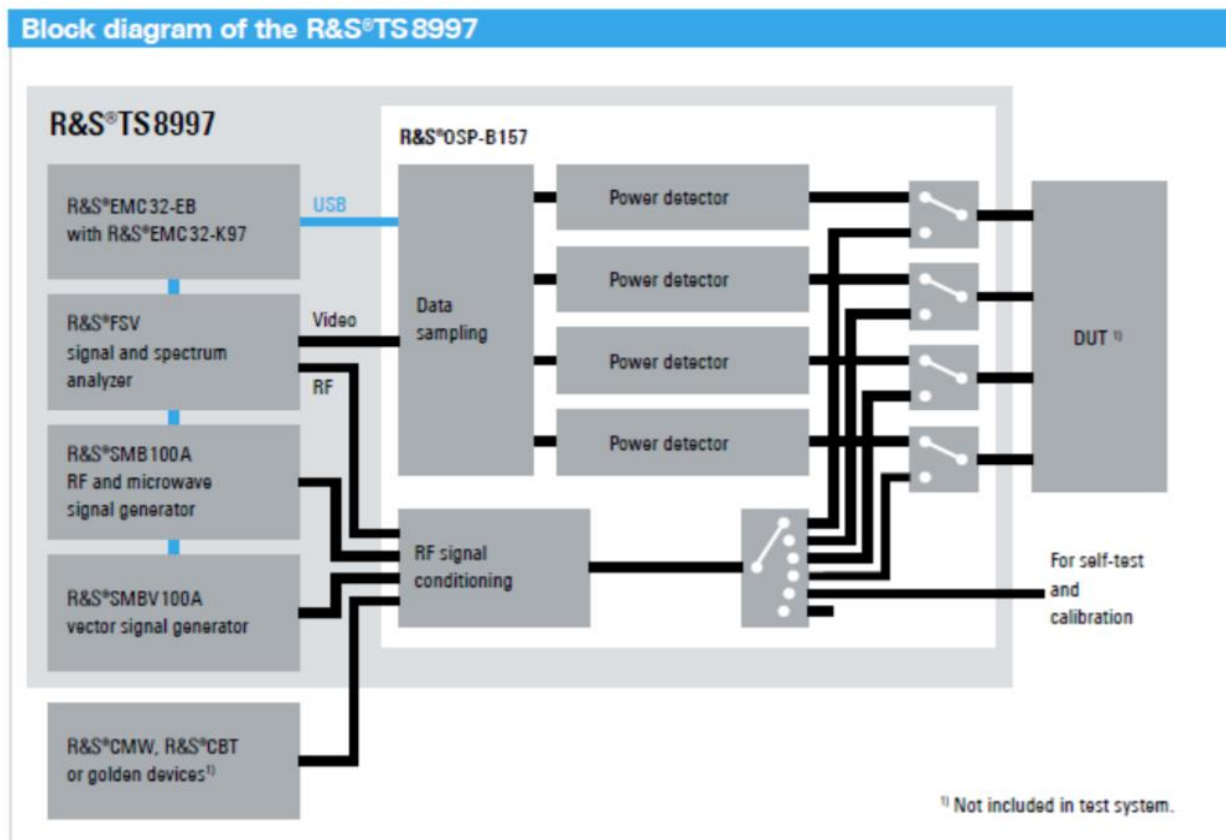 Block diagram of the R&S®TS8997
R&S®TS8997
R&S®OSP-B157
R&S®EMC32-EB
with R&S®EMC32-K97
USB
R&S®FSV
signal and spectrum
analyzer
Video
RF
R&S®SMB100A
RF and microwave
signal generator
R&S®SMBV100A
vector signal generator
R&S®CMW, R&S®CBT
or golden devices¹⁾
Data
sampling
Power detector
Power detector
Power detector
Power detector
RF signal
conditioning
DUT ¹⁾
For self-test
and
calibration
¹⁾ Not included in test system.